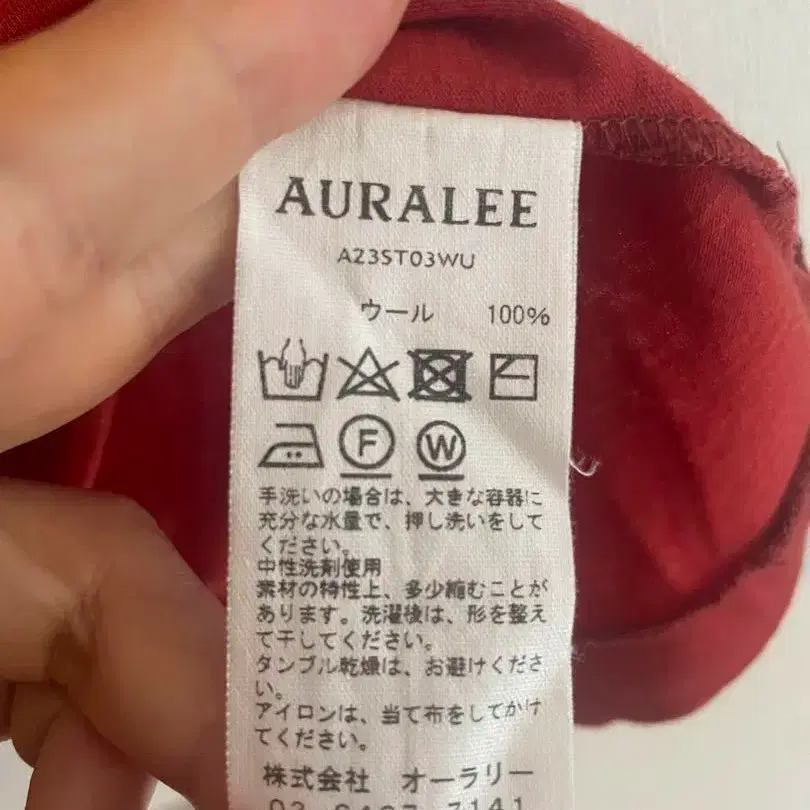 AURALEE
A23ST03WU
ウール 100%
F W
手洗いの場合は、大きな容器に
充分な水量で、押し洗いをして
ください。
中性洗剤使用
素材の特性上、多少縮むことが
あります。洗濯後は、形を整え
て干してください。
タンブル乾燥は、お避けくださ
い。
アイロンは、当て布をしてかけ
てください。
株式会社 オーラリー